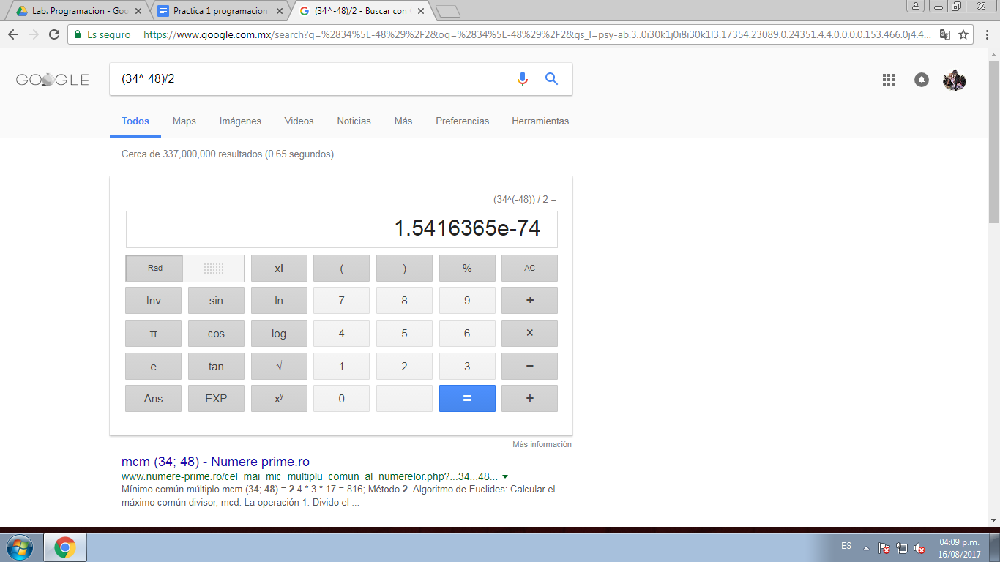 Lab. Programacion - Goo
Practica 1 programacion
(34^-48)/2 - Buscar con
Es seguro
https://www.google.com.mx/search?q=%2834%5E-48%29%2F2&oq=%2834%5E-48%29%2F2&gs_l=psy-ab.3..0i30k1j0i8i30k1l3.17354.23089.0.24351.4.4.0.0.0.0.153.466.0j4.4...
GOOGLE
(34^-48)/2
Todos Maps Imágenes Videos Noticias Más Preferencias Herramientas
Cerca de 337,000,000 resultados (0.65 segundos)
(34^(-48)) / 2 =
1.5416365e-74
Rad x! ( ) % AC
Inv sin ln 7 8 9 ÷
π cos log 4 5 6 ×
e tan √ 1 2 3 −
Ans EXP xʸ 0 . = +
Más información
mcm (34; 48) - Numere prime.ro
www.numere-prime.ro/cel_mai_mic_multiplu_comun_al_numerelor.php?...34...48...
Mínimo común múltiplo mcm (34; 48) = 2 4 * 3 * 17 = 816; Método 2. Algoritmo de Euclides: Calcular el
máximo común divisor, mcd: La operación 1. Divido el ...
ES
04:09 p.m.
16/08/2017